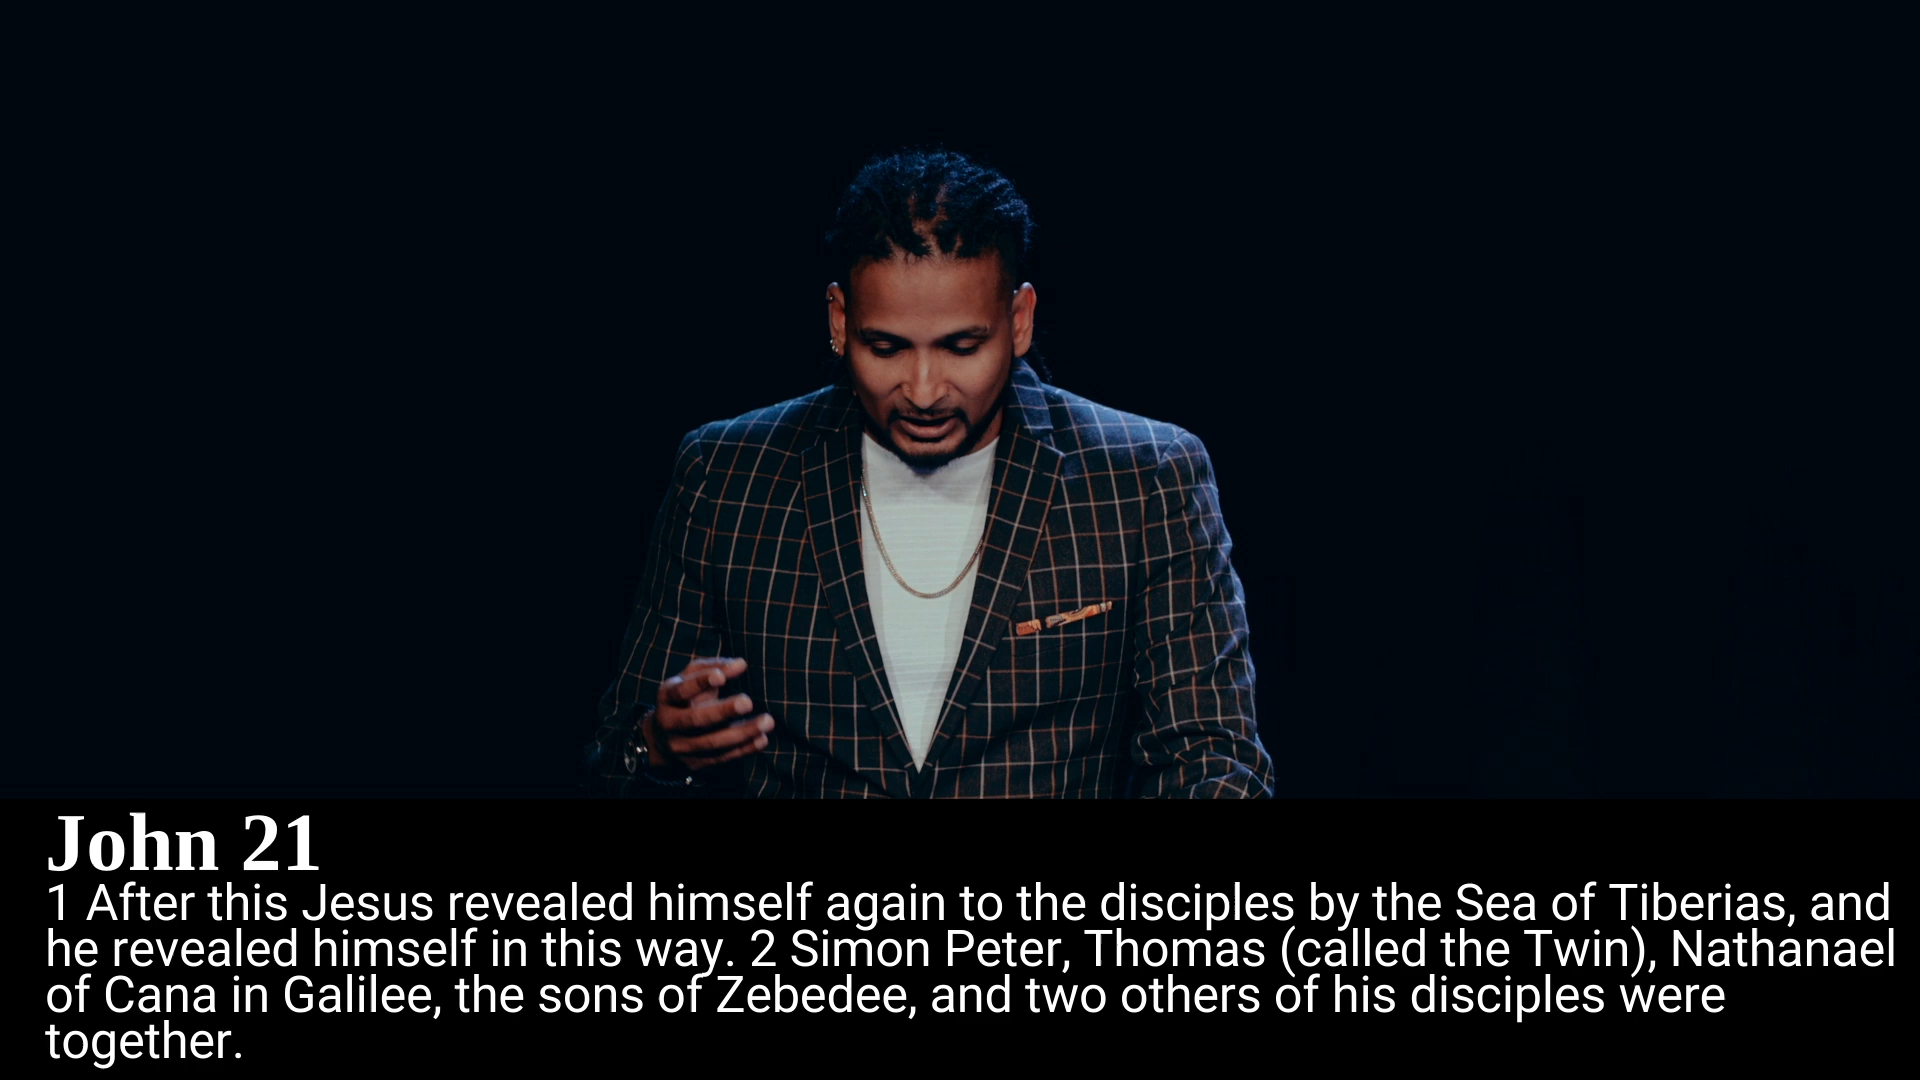 John 21
1 After this Jesus revealed himself again to the disciples by the Sea of Tiberias, and
he revealed himself in this way. 2 Simon Peter, Thomas (called the Twin), Nathanael
of Cana in Galilee, the sons of Zebedee, and two others of his disciples were
together.